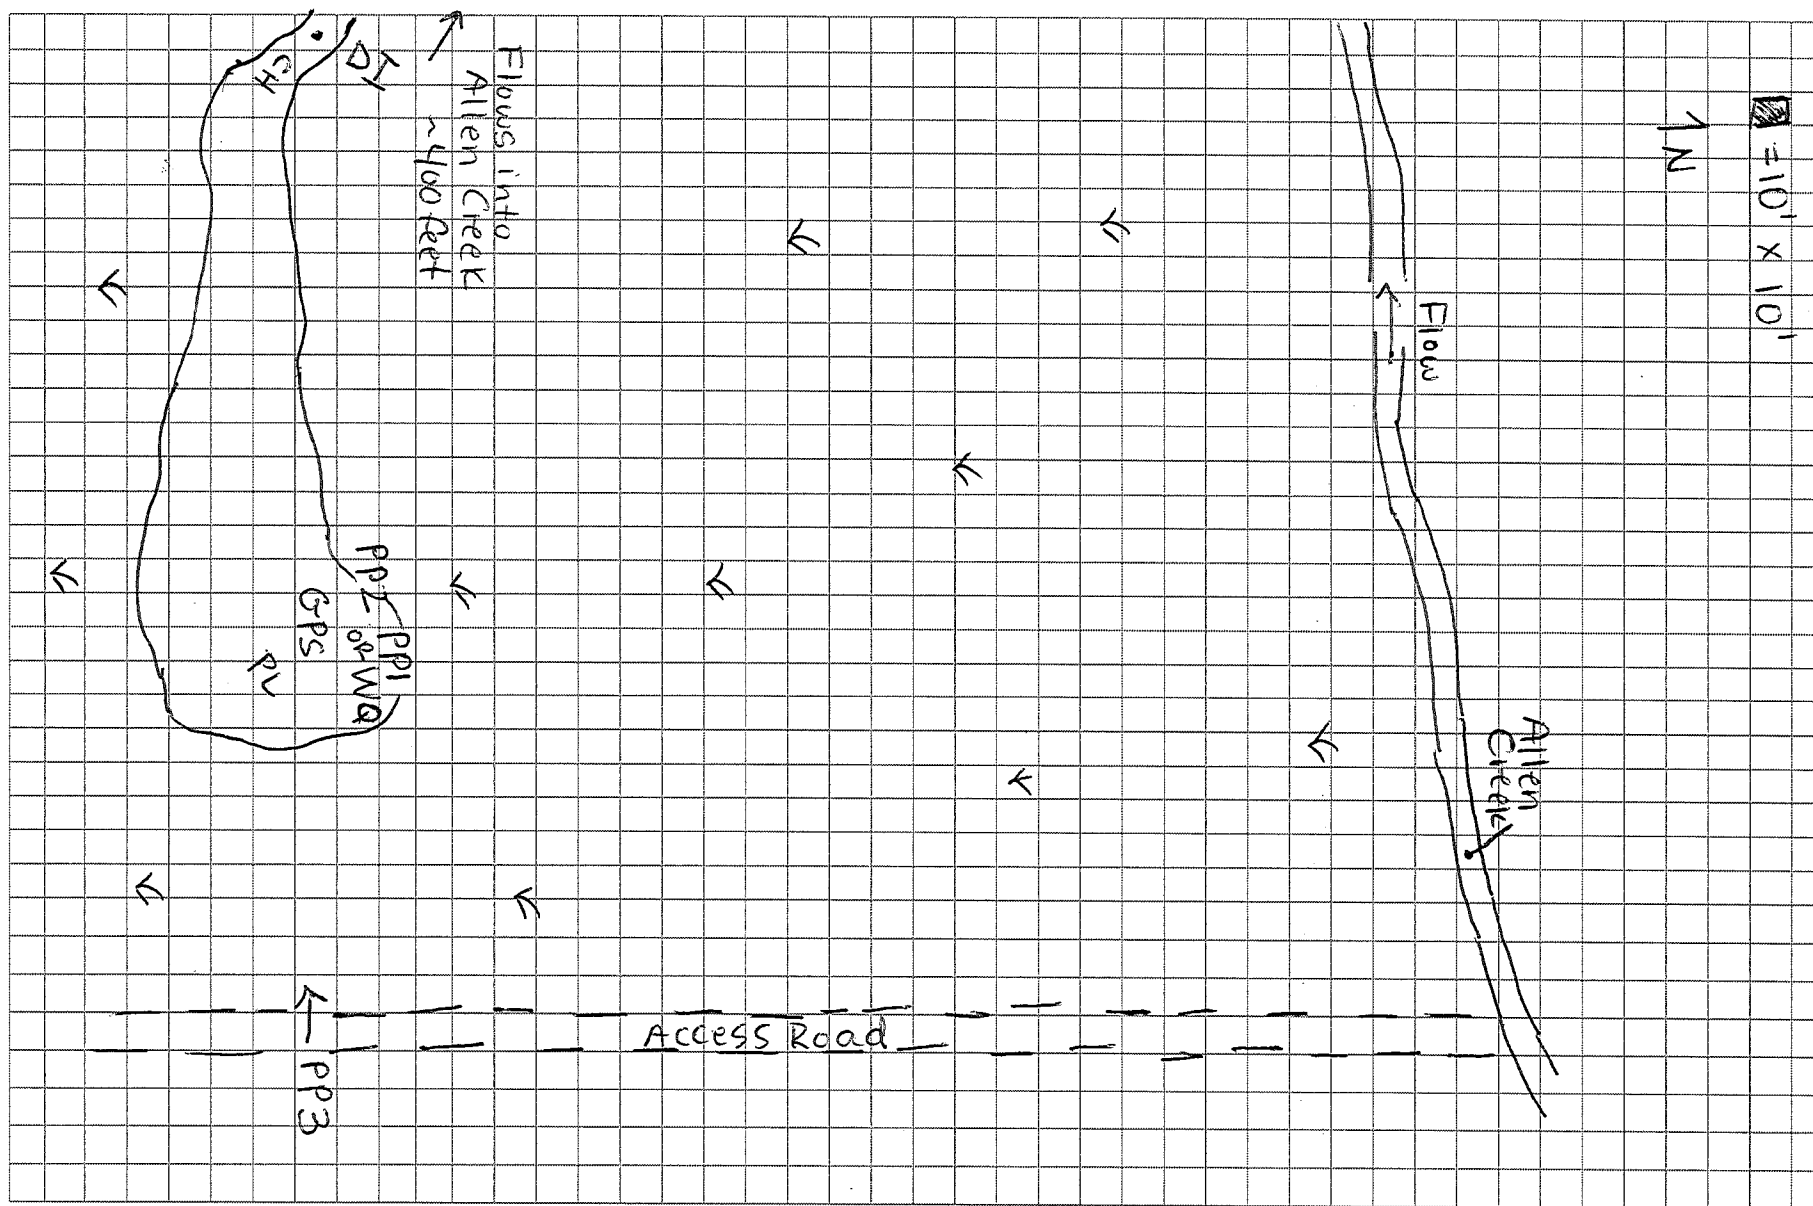 = 10' x 10'
N
Flow
Allen
Creek
Flows into
Allen Creek
~400 feet
DI
CH
PP1
PP2
or WQ
GPS
PV
Access Road
PP3